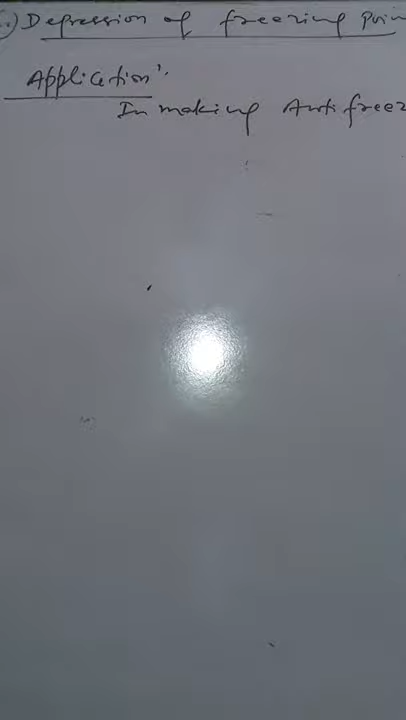 .) Depression of freezing poin
Application:
In making Antifreez